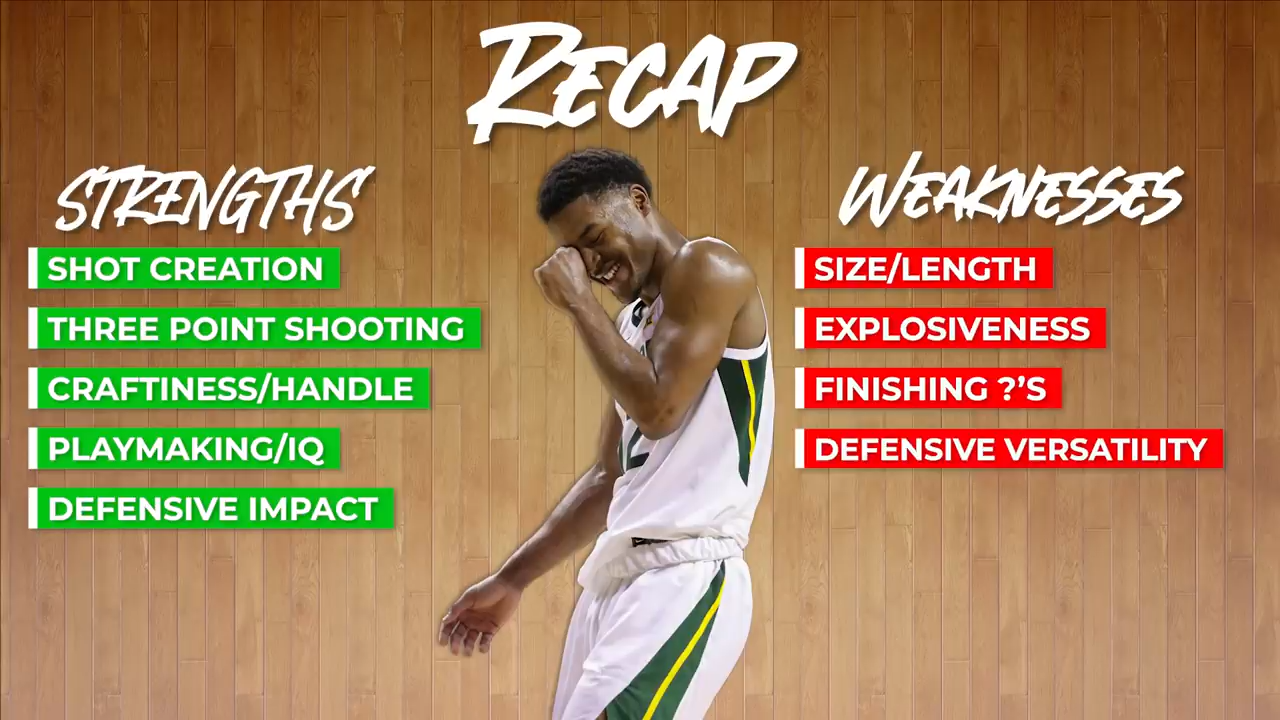 RECAP
STRENGTHS
SHOT CREATION
THREE POINT SHOOTING
CRAFTINESS/HANDLE
PLAYMAKING/IQ
DEFENSIVE IMPACT
WEAKNESSES
SIZE/LENGTH
EXPLOSIVENESS
FINISHING ?'S
DEFENSIVE VERSATILITY